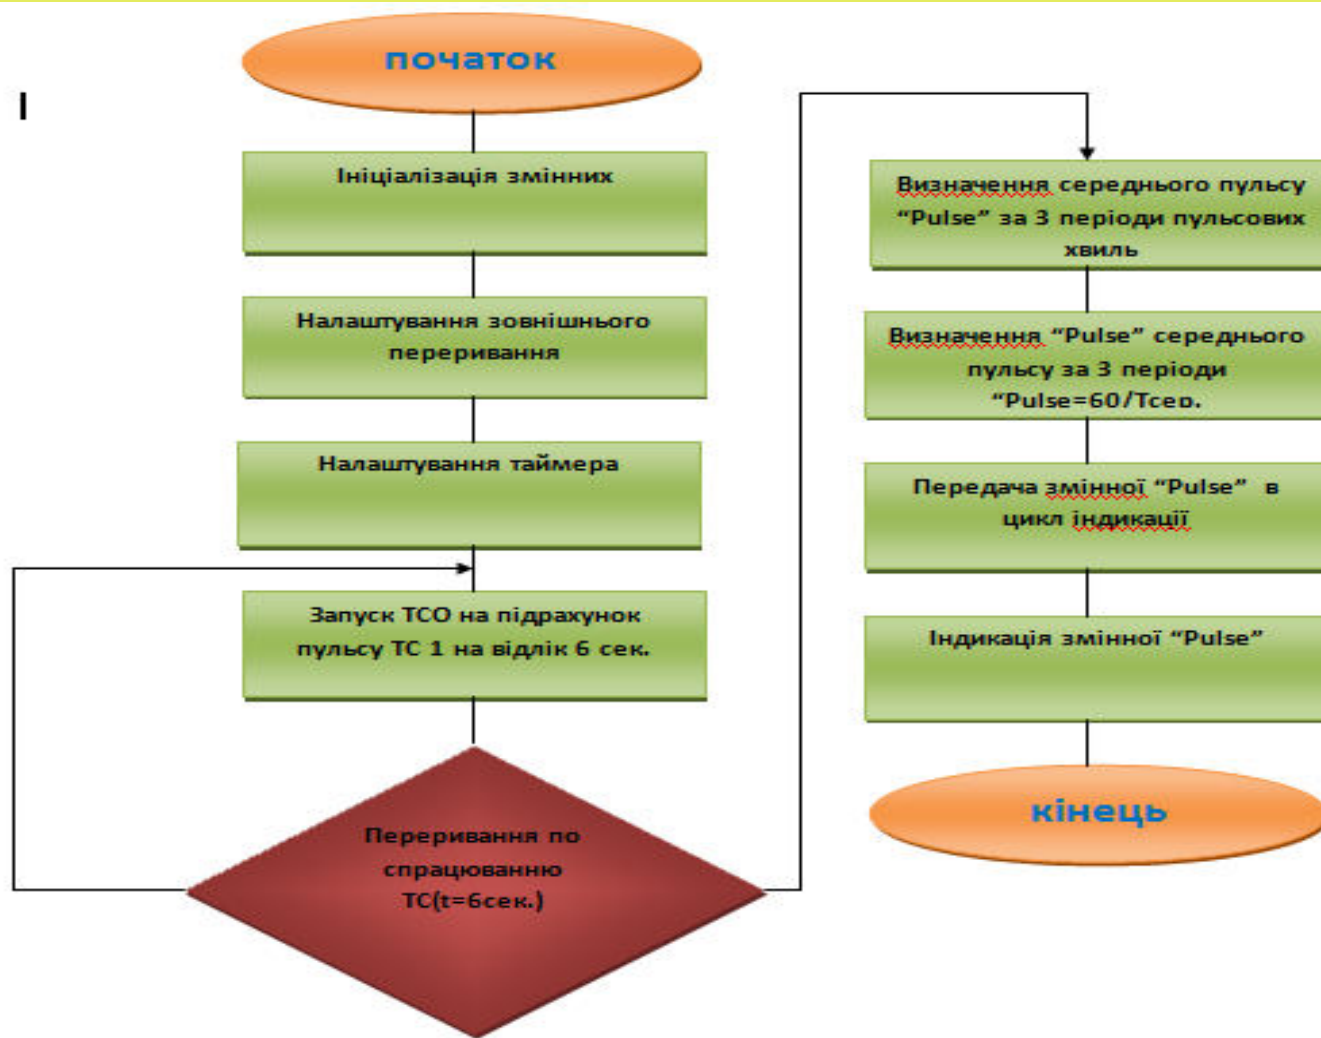 початок
І
Ініціалізація змінних
Налаштування зовнішнього
переривання
Налаштування таймера
Запуск ТСО на підрахунок
пульсу ТС 1 на відлік 6 сек.
Переривання по
спрацюванню
ТС(t=6сек.)
Визначення середнього пульсу
“Pulse” за 3 періоди пульсових
хвиль
Визначення “Pulse” середнього
пульсу за 3 періоди
“Pulse=60/Тсер.
Передача змінної “Pulse” в
цикл індикації
Індикація змінної “Pulse”
кінець